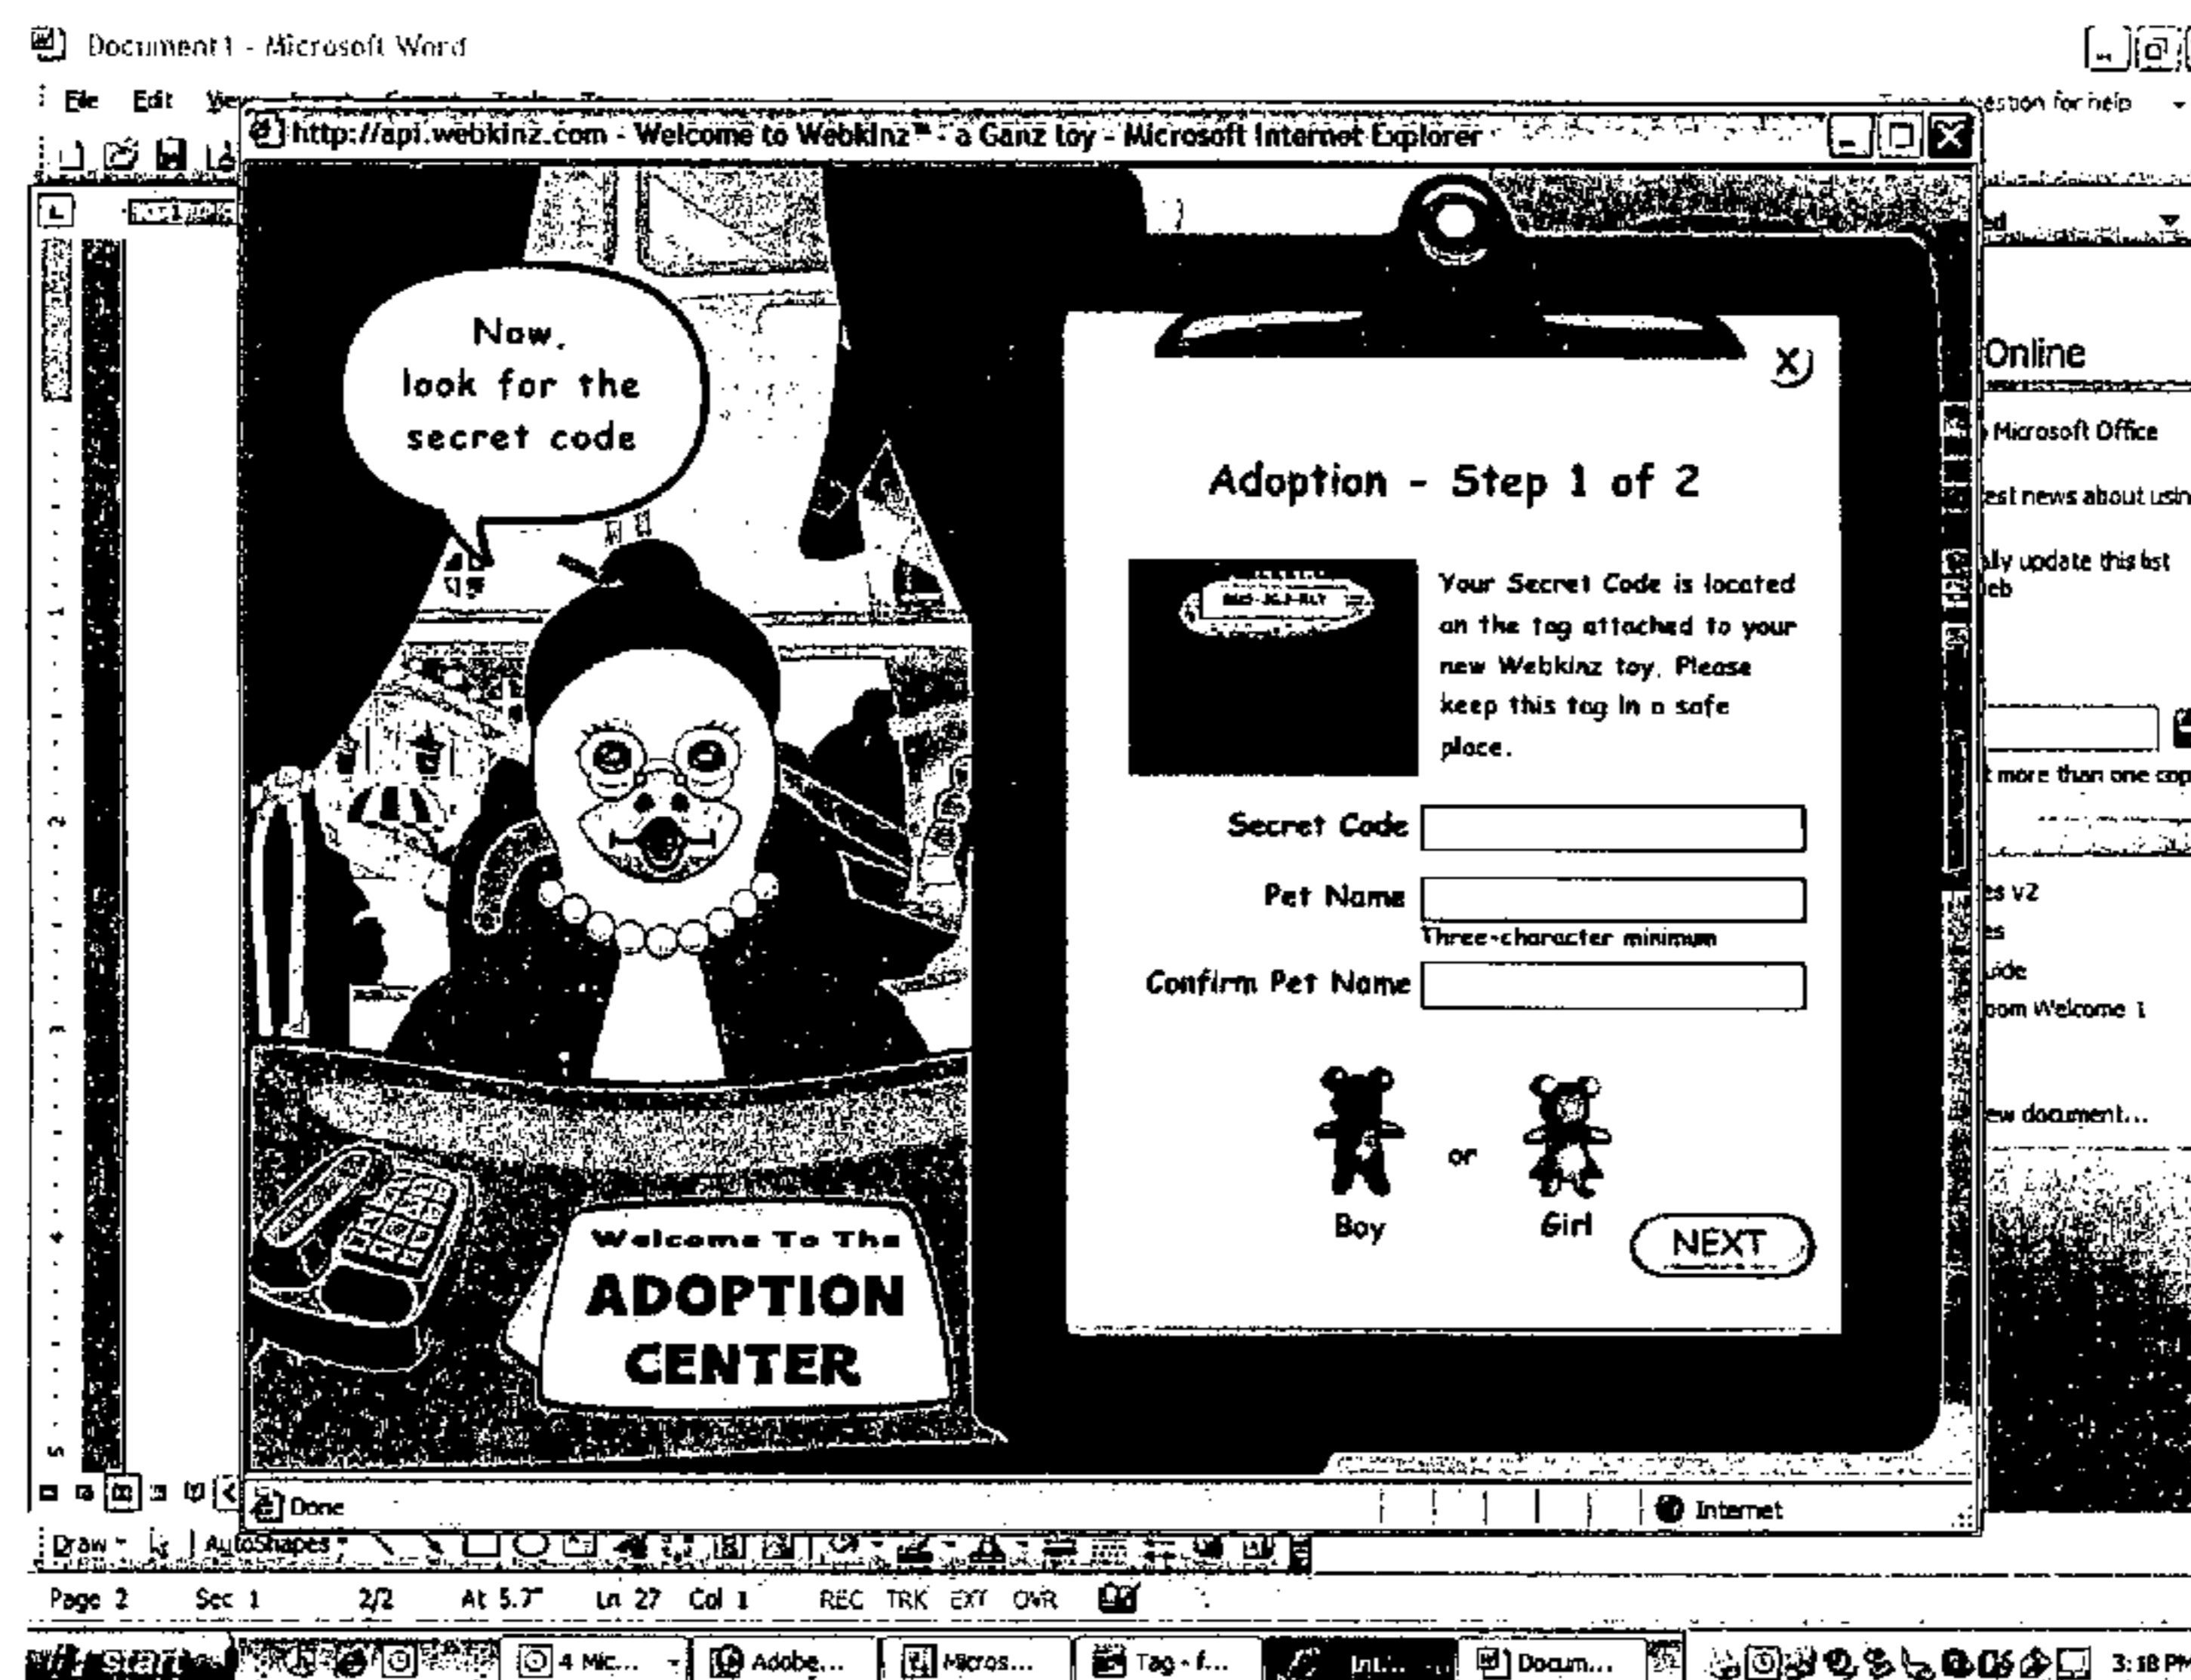 Document1 - Microsoft Word
File Edit View
estion for help
http://api.webkinz.com - Welcome to Webkinz™ - a Ganz toy - Microsoft Internet Explorer
Now,
look for the
secret code
X
Online
Microsoft Office
est news about usin
ally update this list
eb
Adoption - Step 1 of 2
Your Secret Code is located
on the tag attached to your
new Webkinz toy. Please
keep this tag in a safe
place.
t more than one cop
Secret Code
Pet Name
Three-character minimum
Confirm Pet Name
es v2
es
uide
oom Welcome 1
ew document...
or
Boy
Girl
NEXT
Welcome To The
ADOPTION
CENTER
Done
Internet
Draw
AutoShapes
Page 2 Sec 1 2/2 At 5.7" Ln 27 Col 1 REC TRK EXT OVR
4 Mic... Adobe... Micros... Tag - f... Int... Docum... 3:18 PM